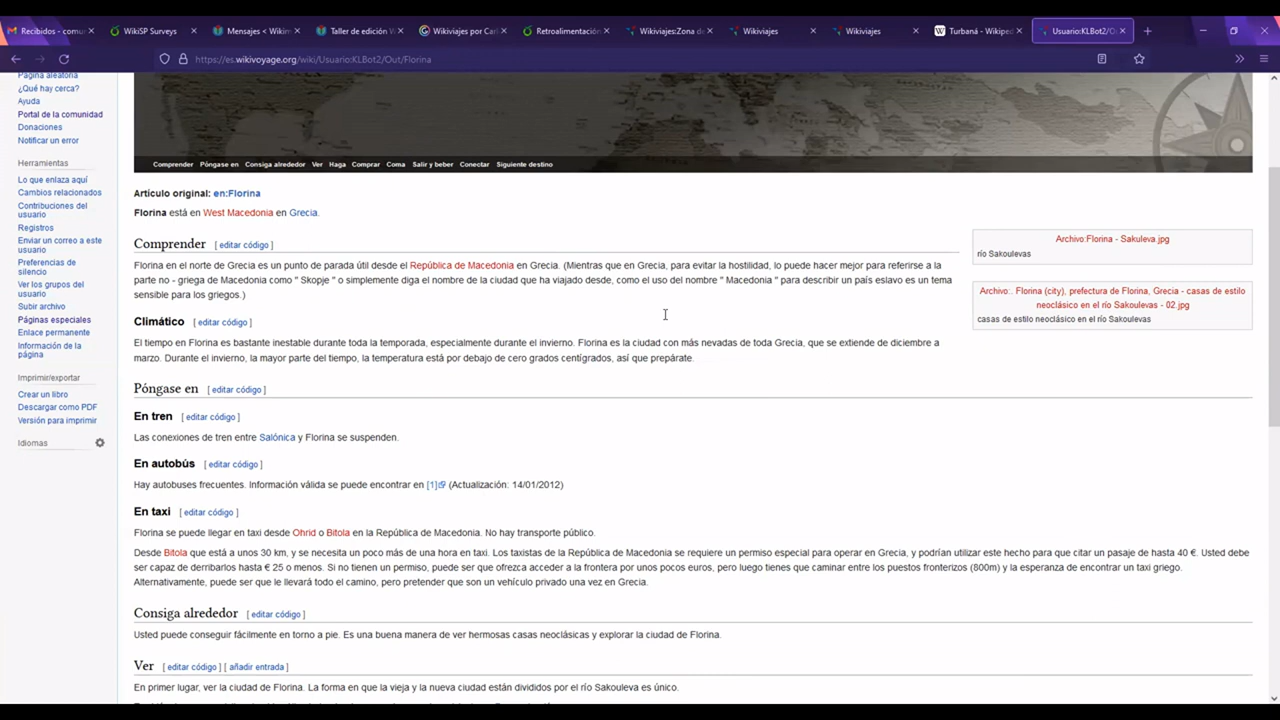 Recibidos - comu
WikiSP Surveys
Mensajes < Wikim
Taller de edición W
Wikiviajes por Cari
Retroalimentación
Wikiviajes:Zona de
Wikiviajes
Wikiviajes
Turbaná - Wikiped
Usuario:KLBot2/Ou
https://es.wikivoyage.org/wiki/Usuario:KLBot2/Out/Florina
Página aleatoria
¿Qué hay cerca?
Ayuda
Portal de la comunidad
Donaciones
Notificar un error
Herramientas
Lo que enlaza aquí
Cambios relacionados
Contribuciones del
usuario
Registros
Enviar un correo a este
usuario
Preferencias de
silencio
Ver los grupos del
usuario
Subir archivo
Páginas especiales
Enlace permanente
Información de la
página
Imprimir/exportar
Crear un libro
Descargar como PDF
Versión para imprimir
Idiomas
Comprender Póngase en Consiga alrededor Ver Haga Comprar Coma Salir y beber Conectar Siguiente destino
Artículo original: en:Florina
Florina está en West Macedonia en Grecia.
Comprender [ editar código ]
Florina en el norte de Grecia es un punto de parada útil desde el República de Macedonia en Grecia. (Mientras que en Grecia, para evitar la hostilidad, lo puede hacer mejor para referirse a la
parte no - griega de Macedonia como " Skopje " o simplemente diga el nombre de la ciudad que ha viajado desde, como el uso del nombre " Macedonia " para describir un país eslavo es un tema
sensible para los griegos.)
Archivo:Florina - Sakuleva.jpg
río Sakoulevas
Archivo:. Florina (city), prefectura de Florina, Grecia - casas de estilo
neoclásico en el río Sakoulevas - 02.jpg
casas de estilo neoclásico en el río Sakoulevas
Climático [ editar código ]
El tiempo en Florina es bastante inestable durante toda la temporada, especialmente durante el invierno. Florina es la ciudad con más nevadas de toda Grecia, que se extiende de diciembre a
marzo. Durante el invierno, la mayor parte del tiempo, la temperatura está por debajo de cero grados centígrados, así que prepárate.
Póngase en [ editar código ]
En tren [ editar código ]
Las conexiones de tren entre Salónica y Florina se suspenden.
En autobús [ editar código ]
Hay autobuses frecuentes. Información válida se puede encontrar en [1] (Actualización: 14/01/2012)
En taxi [ editar código ]
Florina se puede llegar en taxi desde Ohrid o Bitola en la República de Macedonia. No hay transporte público.
Desde Bitola que está a unos 30 km, y se necesita un poco más de una hora en taxi. Los taxistas de la República de Macedonia se requiere un permiso especial para operar en Grecia, y podrían utilizar este hecho para que citar un pasaje de hasta 40 €. Usted debe
ser capaz de derribarlos hasta € 25 o menos. Si no tienen un permiso, puede ser que ofrezca acceder a la frontera por unos pocos euros, pero luego tienes que caminar entre los puestos fronterizos (800m) y la esperanza de encontrar un taxi griego.
Alternativamente, puede ser que le llevará todo el camino, pero pretender que son un vehículo privado una vez en Grecia.
Consiga alrededor [ editar código ]
Usted puede conseguir fácilmente en torno a pie. Es una buena manera de ver hermosas casas neoclásicas y explorar la ciudad de Florina.
Ver [ editar código ] [ añadir entrada ]
En primer lugar, ver la ciudad de Florina. La forma en que la vieja y la nueva ciudad están divididos por el río Sakouleva es único.